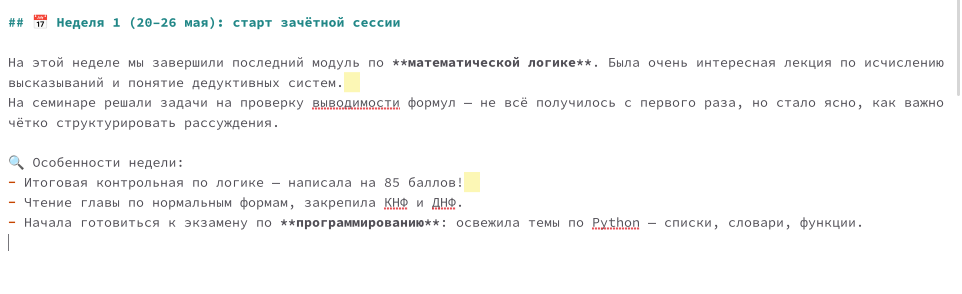 ## 📅 Неделя 1 (20–26 мая): старт зачётной сессии
На этой неделе мы завершили последний модуль по **математической логике**. Была очень интересная лекция по исчислению
высказываний и понятие дедуктивных систем.
На семинаре решали задачи на проверку выводимости формул — не всё получилось с первого раза, но стало ясно, как важно
чётко структурировать рассуждения.
🔍 Особенности недели:
- Итоговая контрольная по логике — написала на 85 баллов!
- Чтение главы по нормальным формам, закрепила КНФ и ДНФ.
- Начала готовиться к экзамену по **программированию**: освежила темы по Python — списки, словари, функции.